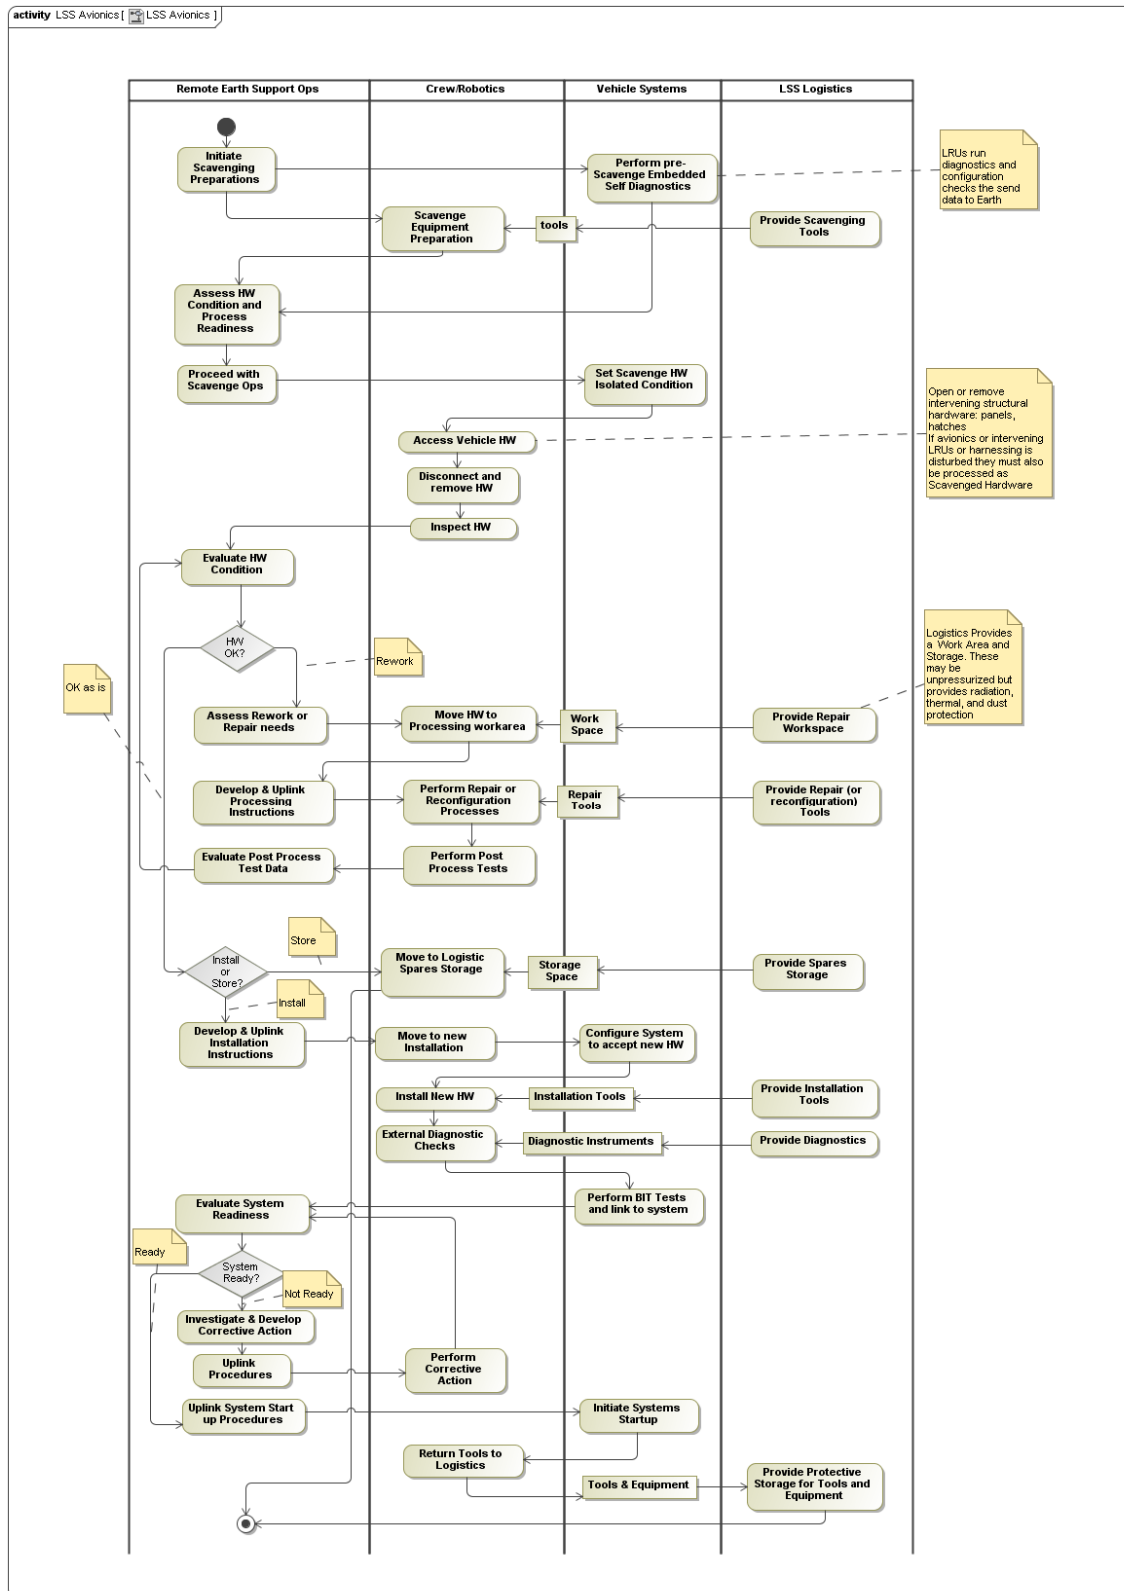 activity LSS Avionics [ LSS Avionics ]
Remote Earth Support Ops
Crew/Robotics
Vehicle Systems
LSS Logistics
Initiate
Scavenging
Preparations
Perform pre-
Scavenge Embedded
Self Diagnostics
LRUs run
diagnostics and
configuration
checks the send
data to Earth
Scavenge
Equipment
Preparation
tools
Provide Scavenging
Tools
Assess HW
Condition and
Process
Readiness
Proceed with
Scavenge Ops
Set Scavenge HW
Isolated Condition
Open or remove
intervening structural
hardware: panels,
hatches
If avionics or intervening
LRUs or harnessing is
disturbed they must also
be processed as
Scavenged Hardware
Access Vehicle HW
Disconnect and
remove HW
Inspect HW
Evaluate HW
Condition
HW
OK?
Rework
OK as is
Logistics Provides
a Work Area and
Storage. These
may be
unpressurized but
provides radiation,
thermal, and dust
protection
Assess Rework or
Repair needs
Move HW to
Processing workarea
Work
Space
Provide Repair
Workspace
Develop & Uplink
Processing
Instructions
Perform Repair or
Reconfiguration
Processes
Repair
Tools
Provide Repair (or
reconfiguration)
Tools
Evaluate Post Process
Test Data
Perform Post
Process Tests
Store
Install
or
Store?
Move to Logistic
Spares Storage
Storage
Space
Provide Spares
Storage
Install
Develop & Uplink
Installation
Instructions
Move to new
Installation
Configure System
to accept new HW
Install New HW
Installation Tools
Provide Installation
Tools
External Diagnostic
Checks
Diagnostic Instruments
Provide Diagnostics
Evaluate System
Readiness
Perform BIT Tests
and link to system
Ready
System
Ready?
Not Ready
Investigate & Develop
Corrective Action
Uplink
Procedures
Perform
Corrective
Action
Uplink System Start
up Procedures
Initiate Systems
Startup
Return Tools to
Logistics
Tools & Equipment
Provide Protective
Storage for Tools and
Equipment